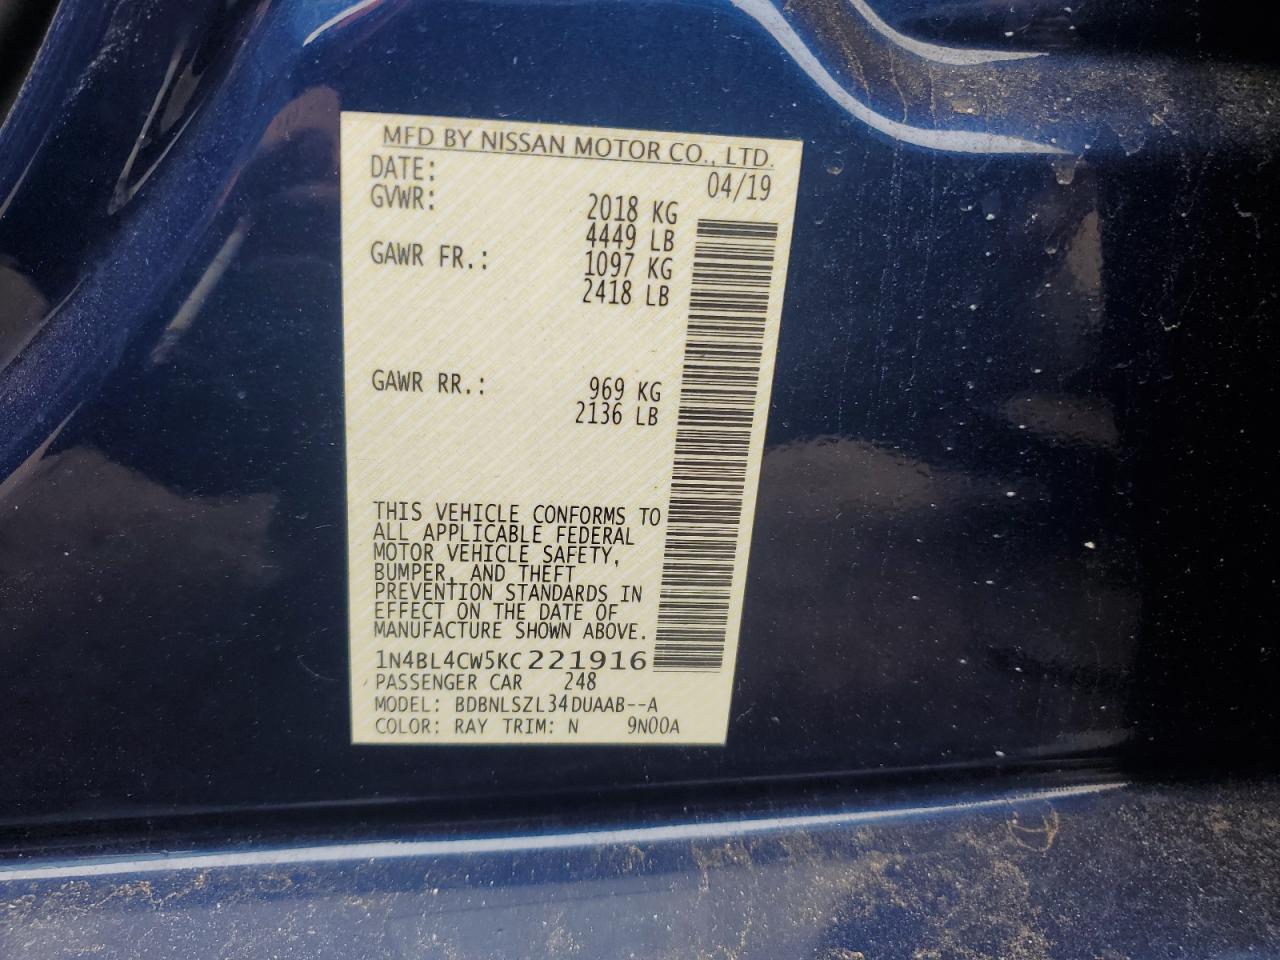 MFD BY NISSAN MOTOR CO., LTD.
DATE: 04/19
GVWR: 2018 KG
4449 LB
GAWR FR.: 1097 KG
2418 LB
GAWR RR.: 969 KG
2136 LB
THIS VEHICLE CONFORMS TO
ALL APPLICABLE FEDERAL
MOTOR VEHICLE SAFETY,
BUMPER, AND THEFT
PREVENTION STANDARDS IN
EFFECT ON THE DATE OF
MANUFACTURE SHOWN ABOVE.
1N4BL4CW5KC221916
PASSENGER CAR 248
MODEL: BDBNLSZL34DUAAB--A
COLOR: RAY TRIM: N 9N00A